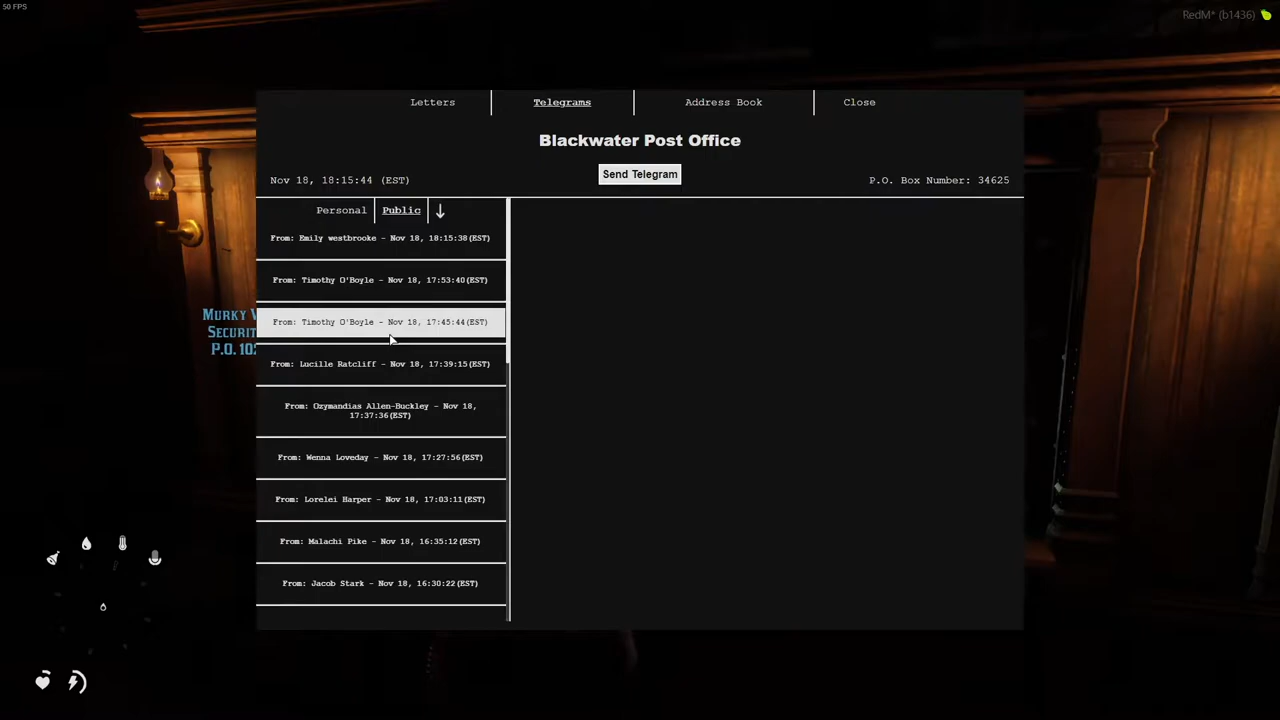 50 FPS
RedM* (b1436)
Letters
Telegrams
Address Book
Close
Blackwater Post Office
Nov 18, 18:15:44 (EST)
Send Telegram
P.O. Box Number: 34625
Personal
Public
From: Emily westbrooke - Nov 18, 18:15:38(EST)
From: Timothy O'Boyle - Nov 18, 17:53:40(EST)
From: Timothy O'Boyle - Nov 18, 17:45:44(EST)
From: Lucille Ratcliff - Nov 18, 17:39:15(EST)
From: Ozymandias Allen-Buckley - Nov 18,
17:37:36(EST)
From: Wenna Loveday - Nov 18, 17:27:56(EST)
From: Lorelei Harper - Nov 18, 17:03:11(EST)
From: Malachi Pike - Nov 18, 16:35:12(EST)
From: Jacob Stark - Nov 18, 16:30:22(EST)
Murky
Securit
P.O. 102